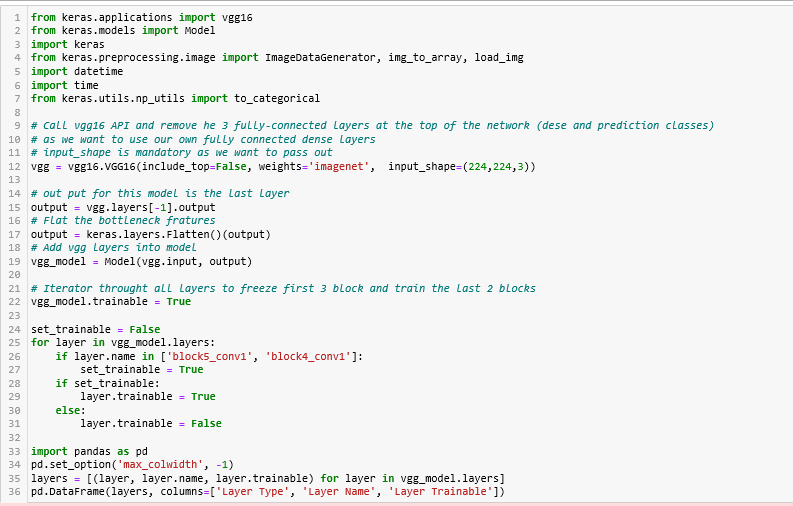 1 from keras.applications import vgg16
2 from keras.models import Model
3 import keras
4 from keras.preprocessing.image import ImageDataGenerator, img_to_array, load_img
5 import datetime
6 import time
7 from keras.utils.np_utils import to_categorical
8
9 # Call vgg16 API and remove he 3 fully-connected layers at the top of the network (dese and prediction classes)
10 # as we want to use our own fully connected dense layers
11 # input_shape is mandatory as we want to pass out
12 vgg = vgg16.VGG16(include_top=False, weights='imagenet',  input_shape=(224,224,3))
13
14 # out put for this model is the last layer
15 output = vgg.layers[-1].output
16 # Flat the bottleneck fratures
17 output = keras.layers.Flatten()(output)
18 # Add vgg layers into model
19 vgg_model = Model(vgg.input, output)
20
21 # Iterator throught all layers to freeze first 3 block and train the last 2 blocks
22 vgg_model.trainable = True
23
24 set_trainable = False
25 for layer in vgg_model.layers:
26     if layer.name in ['block5_conv1', 'block4_conv1']:
27         set_trainable = True
28     if set_trainable:
29         layer.trainable = True
30     else:
31         layer.trainable = False
32
33 import pandas as pd
34 pd.set_option('max_colwidth', -1)
35 layers = [(layer, layer.name, layer.trainable) for layer in vgg_model.layers]
36 pd.DataFrame(layers, columns=['Layer Type', 'Layer Name', 'Layer Trainable'])